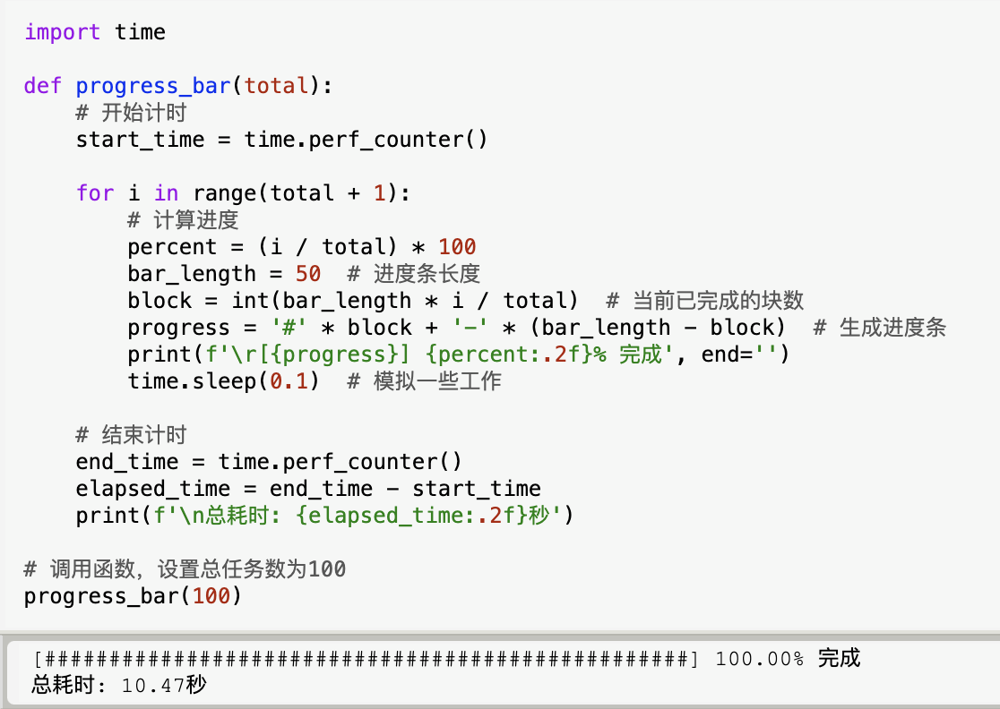 import time

def progress_bar(total):
    # 开始计时
    start_time = time.perf_counter()

    for i in range(total + 1):
        # 计算进度
        percent = (i / total) * 100
        bar_length = 50  # 进度条长度
        block = int(bar_length * i / total)  # 当前已完成的块数
        progress = '#' * block + '-' * (bar_length - block)  # 生成进度条
        print(f'\r[{progress}] {percent:.2f}% 完成', end='')
        time.sleep(0.1)  # 模拟一些工作

    # 结束计时
    end_time = time.perf_counter()
    elapsed_time = end_time - start_time
    print(f'\n总耗时: {elapsed_time:.2f}秒')

# 调用函数，设置总任务数为100
progress_bar(100)
[##################################################] 100.00% 完成
总耗时: 10.47秒